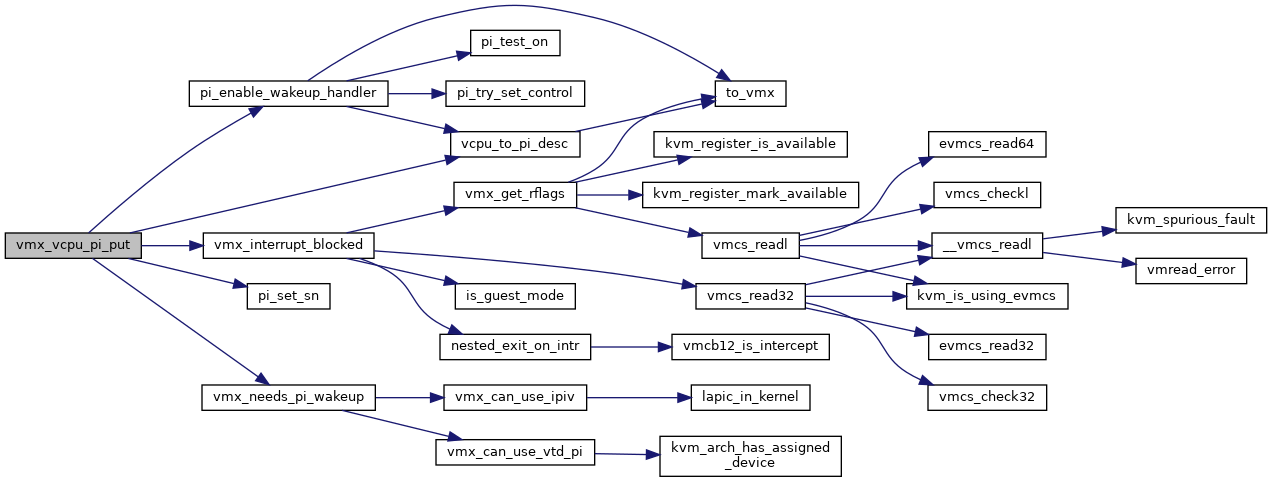 pi_test_on
pi_enable_wakeup_handler
pi_try_set_control
to_vmx
vcpu_to_pi_desc
kvm_register_is_available
evmcs_read64
vmx_get_rflags
kvm_register_mark_available
vmcs_checkl
kvm_spurious_fault
vmx_vcpu_pi_put
vmx_interrupt_blocked
vmcs_readl
__vmcs_readl
vmread_error
pi_set_sn
is_guest_mode
vmcs_read32
kvm_is_using_evmcs
nested_exit_on_intr
vmcb12_is_intercept
evmcs_read32
vmx_needs_pi_wakeup
vmx_can_use_ipiv
lapic_in_kernel
vmcs_check32
vmx_can_use_vtd_pi
kvm_arch_has_assigned
_device